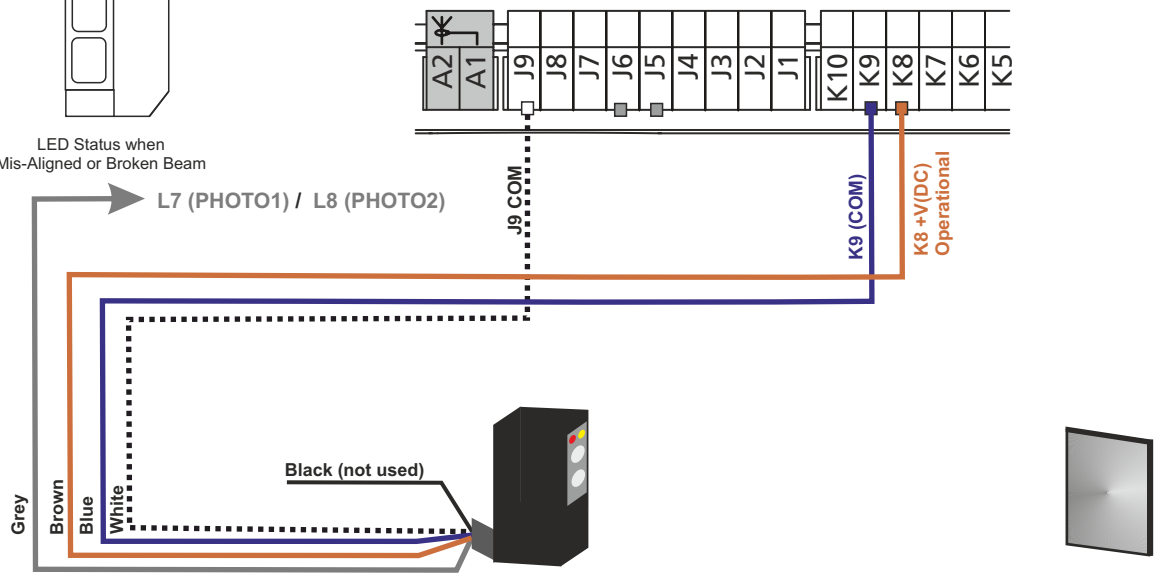 A2
A1
J9
J8
J7
J6
J5
J4
J3
J2
J1
K10
K9
K8
K7
K6
K5
LED Status when
Mis-Aligned or Broken Beam
L7 (PHOTO1) / L8 (PHOTO2)
J9 COM
K9 (COM)
K8 +V(DC)
Operational
Black (not used)
Grey
Brown
Blue
White